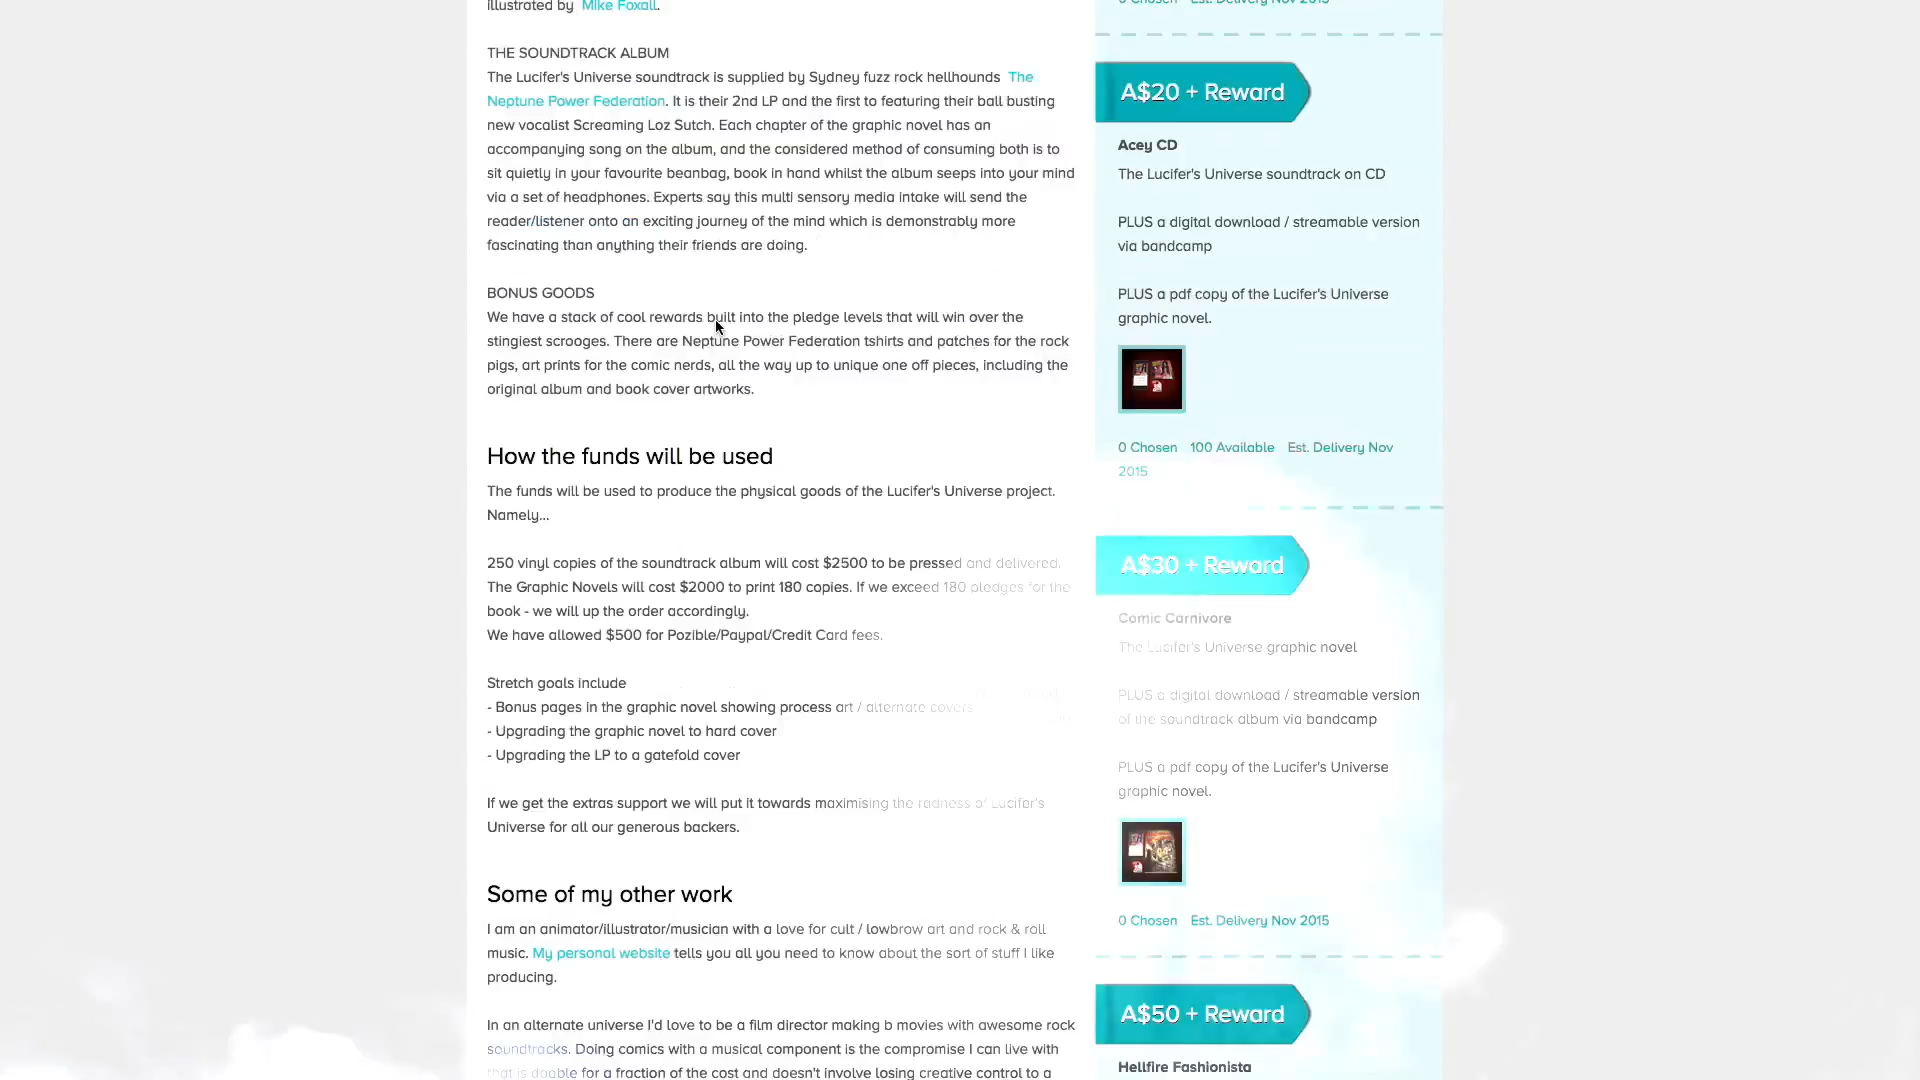 illustrated by Mike Foxall.
THE SOUNDTRACK ALBUM
The Lucifer's Universe soundtrack is supplied by Sydney fuzz rock hellhounds The
Neptune Power Federation. It is their 2nd LP and the first to featuring their ball busting
new vocalist Screaming Loz Sutch. Each chapter of the graphic novel has an
accompanying song on the album, and the considered method of consuming both is to
sit quietly in your favourite beanbag, book in hand whilst the album seeps into your mind
via a set of headphones. Experts say this multi sensory media intake will send the
reader/listener onto an exciting journey of the mind which is demonstrably more
fascinating than anything their friends are doing.
BONUS GOODS
We have a stack of cool rewards built into the pledge levels that will win over the
stingiest scrooges. There are Neptune Power Federation tshirts and patches for the rock
pigs, art prints for the comic nerds, all the way up to unique one off pieces, including the
original album and book cover artworks.
How the funds will be used
The funds will be used to produce the physical goods of the Lucifer's Universe project.
Namely...
250 vinyl copies of the soundtrack album will cost $2500 to be pressed and delivered.
The Graphic Novels will cost $2000 to print 180 copies. If we exceed 180 pledges for the
book - we will up the order accordingly.
We have allowed $500 for Pozible/Paypal/Credit Card fees.
Stretch goals include
- Bonus pages in the graphic novel showing process art / alternate covers
- Upgrading the graphic novel to hard cover
- Upgrading the LP to a gatefold cover
If we get the extras support we will put it towards maximising the radness of Lucifer's
Universe for all our generous backers.
Some of my other work
I am an animator/illustrator/musician with a love for cult / lowbrow art and rock & roll
music. My personal website tells you all you need to know about the sort of stuff I like
producing.
In an alternate universe I'd love to be a film director making b movies with awesome rock
soundtracks. Doing comics with a musical component is the compromise I can live with
that is doable for a fraction of the cost and doesn't involve losing creative control to a
0 Chosen Est. Delivery Nov 2015
A$20 + Reward
Acey CD
The Lucifer's Universe soundtrack on CD
PLUS a digital download / streamable version
via bandcamp
PLUS a pdf copy of the Lucifer's Universe
graphic novel.
0 Chosen 100 Available Est. Delivery Nov
2015
A$30 + Reward
Comic Carnivore
The Lucifer's Universe graphic novel
PLUS a digital download / streamable version
of the soundtrack album via bandcamp
PLUS a pdf copy of the Lucifer's Universe
graphic novel.
0 Chosen Est. Delivery Nov 2015
A$50 + Reward
Hellfire Fashionista